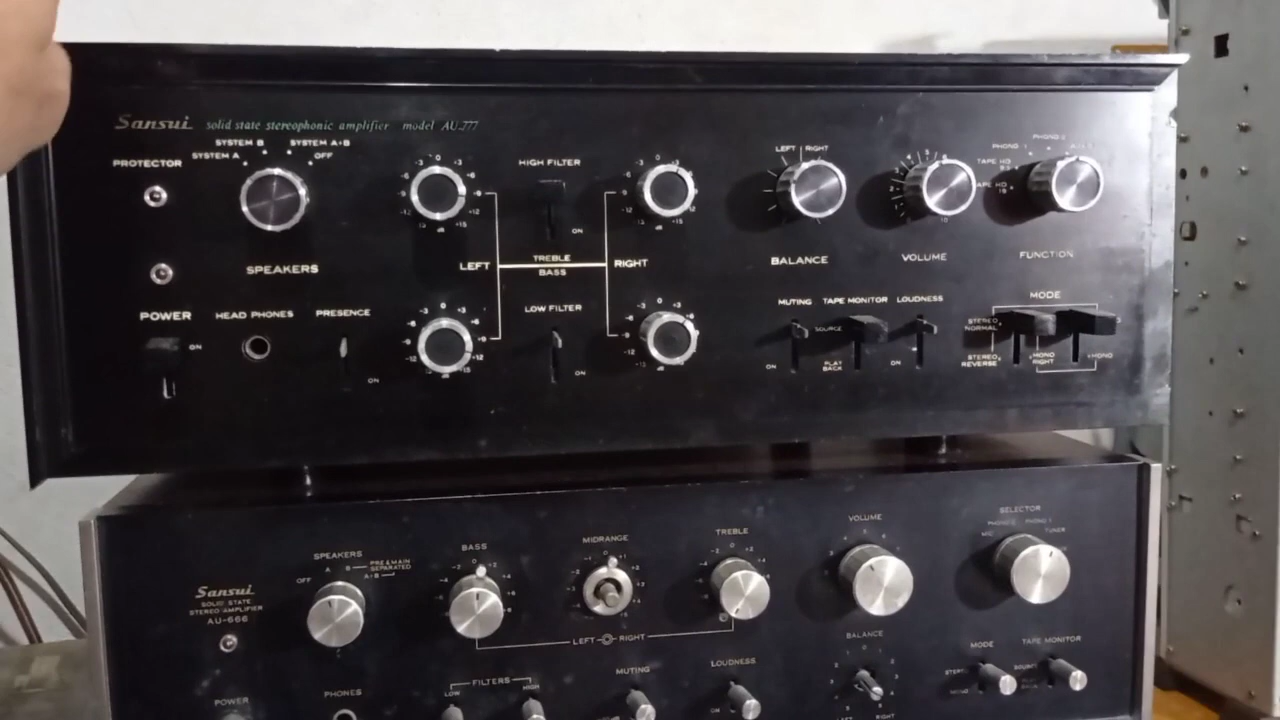 Sansui solid state stereophonic amplifier model AU-777
SYSTEM B SYSTEM A+B
SYSTEM A OFF
PROTECTOR
SPEAKERS
HIGH FILTER
ON
LEFT
TREBLE
BASS
RIGHT
LEFT RIGHT
BALANCE
VOLUME
PHONO 2
PHONO 1
TAPE HD
FUNCTION
POWER
ON
HEAD PHONES
PRESENCE
ON
LOW FILTER
ON
MUTING
ON
TAPE MONITOR
SOURCE
PLAY
BACK
LOUDNESS
ON
MODE
STEREO
NORMAL
STEREO
REVERSE
MONO
RIGHT
MONO
Sansui
SOLID STATE
STEREO AMPLIFIER
AU-666
SPEAKERS
OFF A B PRE & MAIN
SEPARATED
A+B
BASS
MIDRANGE
TREBLE
LEFT RIGHT
VOLUME
SELECTOR
MIC PHONO 2 PHONO 1 TUNER
POWER
PHONES
FILTERS
LOW HIGH
MUTING
LOUDNESS
ON
BALANCE
LEFT RIGHT
MODE
MONO
TAPE MONITOR